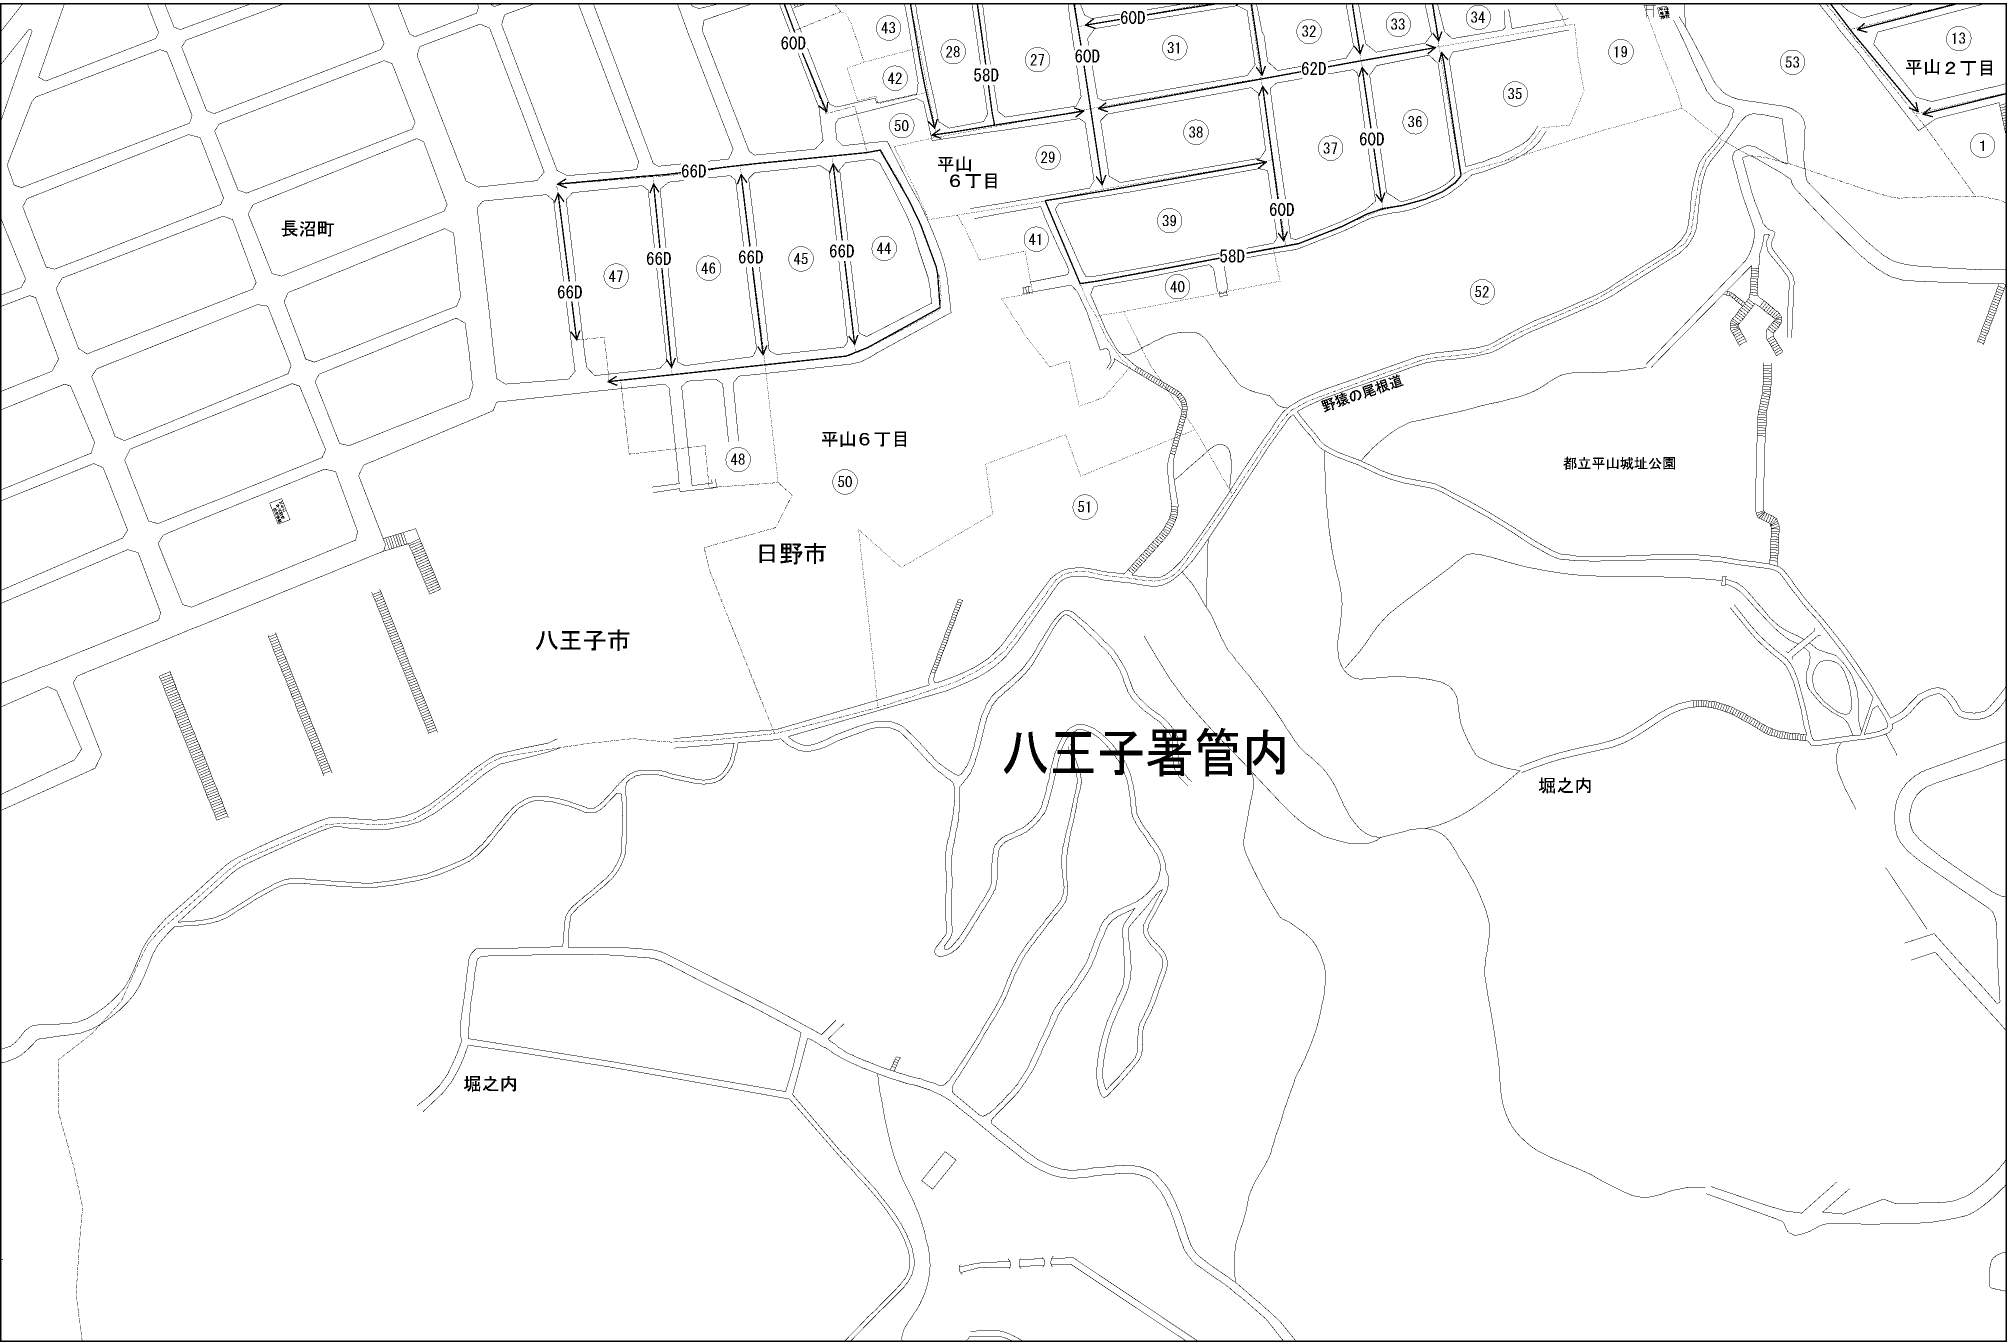 60D
43
28
27
60D
60D
31
32
33
34
19
53
13
平山２丁目
42
58D
62D
35
50
38
37
60D
36
1
平山
６丁目
29
66D
長沼町
60D
39
41
44
66D
45
66D
46
66D
47
66D
58D
40
52
野猿の尾根道
平山６丁目
48
50
51
都立平山城址公園
日野市
八王子市
八王子署管内
堀之内
堀之内